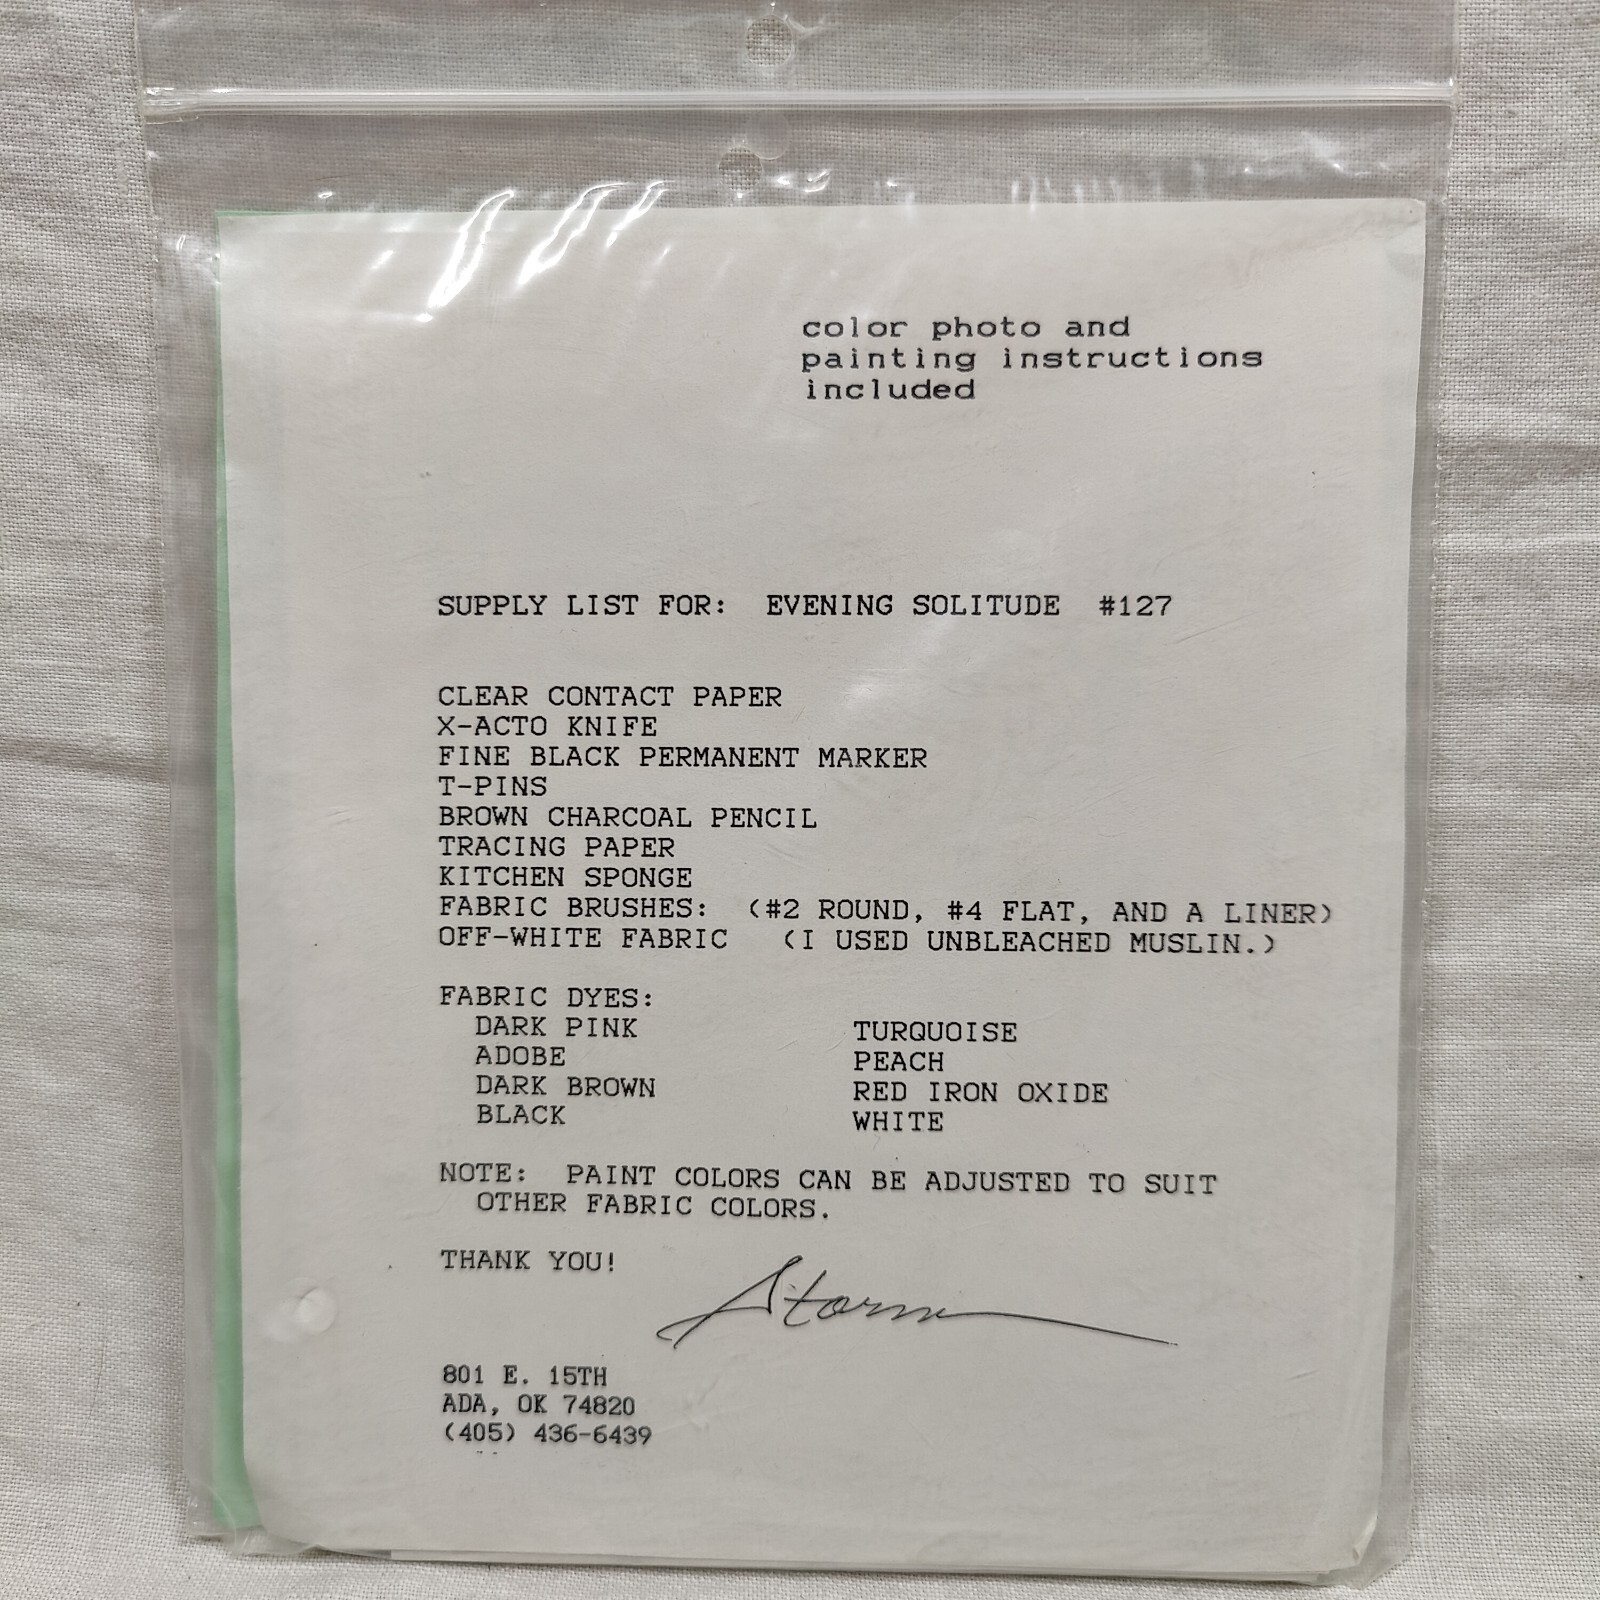 color photo and
painting instructions
included
SUPPLY LIST FOR: EVENING SOLITUDE #127
CLEAR CONTACT PAPER
X-ACTO KNIFE
FINE BLACK PERMANENT MARKER
T-PINS
BROWN CHARCOAL PENCIL
TRACING PAPER
KITCHEN SPONGE
FABRIC BRUSHES: (#2 ROUND, #4 FLAT, AND A LINER)
OFF-WHITE FABRIC (I USED UNBLEACHED MUSLIN.)
FABRIC DYES:
DARK PINK TURQUOISE
ADOBE PEACH
DARK BROWN RED IRON OXIDE
BLACK WHITE
NOTE: PAINT COLORS CAN BE ADJUSTED TO SUIT
OTHER FABRIC COLORS.
THANK YOU!
Storm
801 E. 15TH
ADA, OK 74820
(405) 436-6439